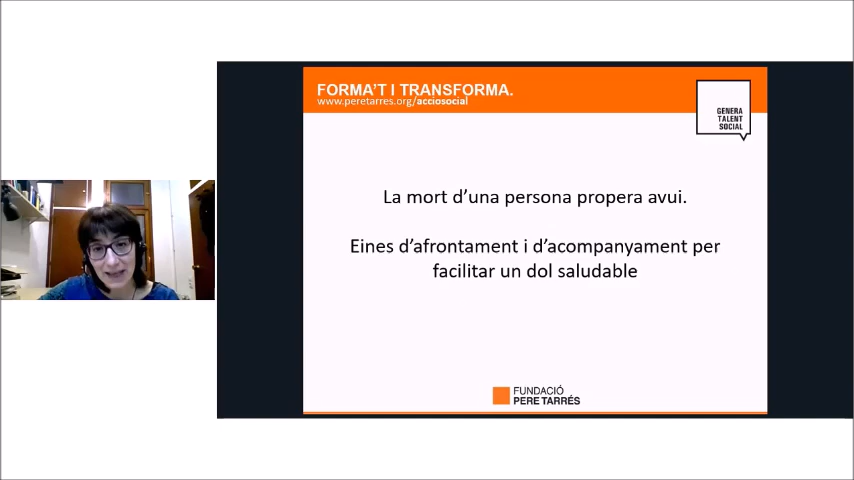 FORMA'T I TRANSFORMA.
www.peretarres.org/acciosocial
GENERA
TALENT
SOCIAL
La mort d'una persona propera avui.
Eines d'afrontament i d'acompanyament per
facilitar un dol saludable
FUNDACIÓ
PERE TARRÉS